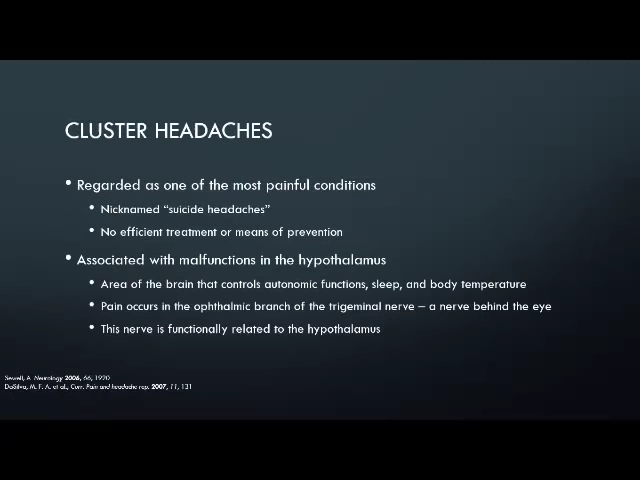 CLUSTER HEADACHES
• Regarded as one of the most painful conditions
• Nicknamed “suicide headaches”
• No efficient treatment or means of prevention
• Associated with malfunctions in the hypothalamus
• Area of the brain that controls autonomic functions, sleep, and body temperature
• Pain occurs in the ophthalmic branch of the trigeminal nerve – a nerve behind the eye
• This nerve is functionally related to the hypothalamus
Sewell, A. Neurology 2006, 66, 1920
DaSilva, M. F. A. et al., Curr. Pain and headache rep. 2007, 11, 131